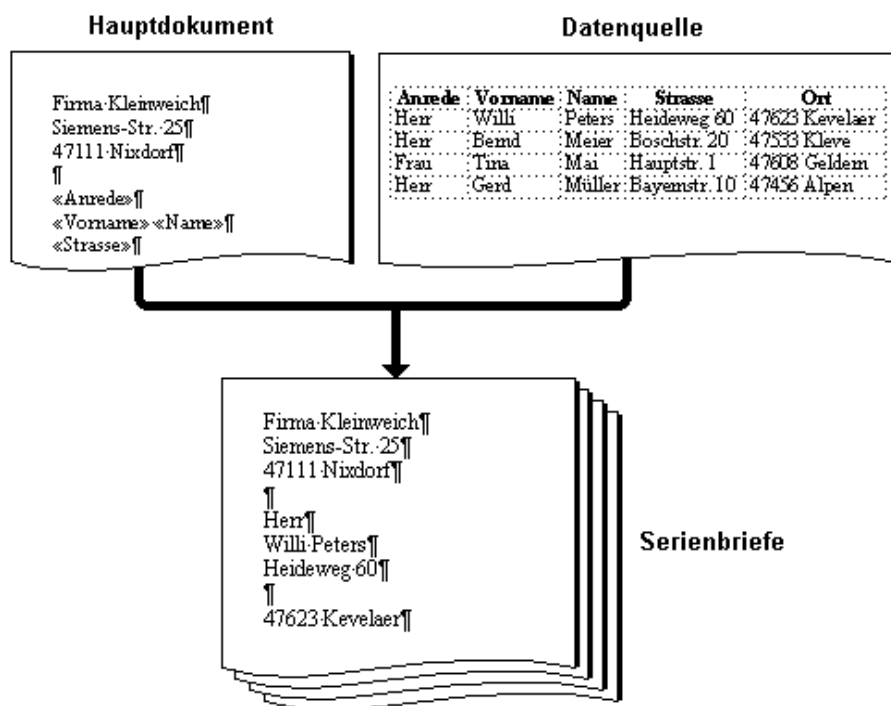 Hauptdokument
Datenquelle
Firma·Kleinweich¶
Siemens-Str.·25¶
47111·Nixdorf¶
¶
«Anrede»¶
«Vorname»·«Name»¶
«Strasse»¶
Anrede Vorname Name Strasse Ort
Herr Willi Peters Heideweg 60 47623 Kevelaer
Herr Bernd Meier Boschstr. 20 47533 Kleve
Frau Tina Mai Hauptstr. 1 47608 Geldern
Herr Gerd Müller Bayernstr. 10 47456 Alpen
Firma·Kleinweich¶
Siemens-Str.·25¶
47111·Nixdorf¶
¶
Herr¶
Willi·Peters¶
Heideweg·60¶
¶
47623·Kevelaer¶
Serienbriefe